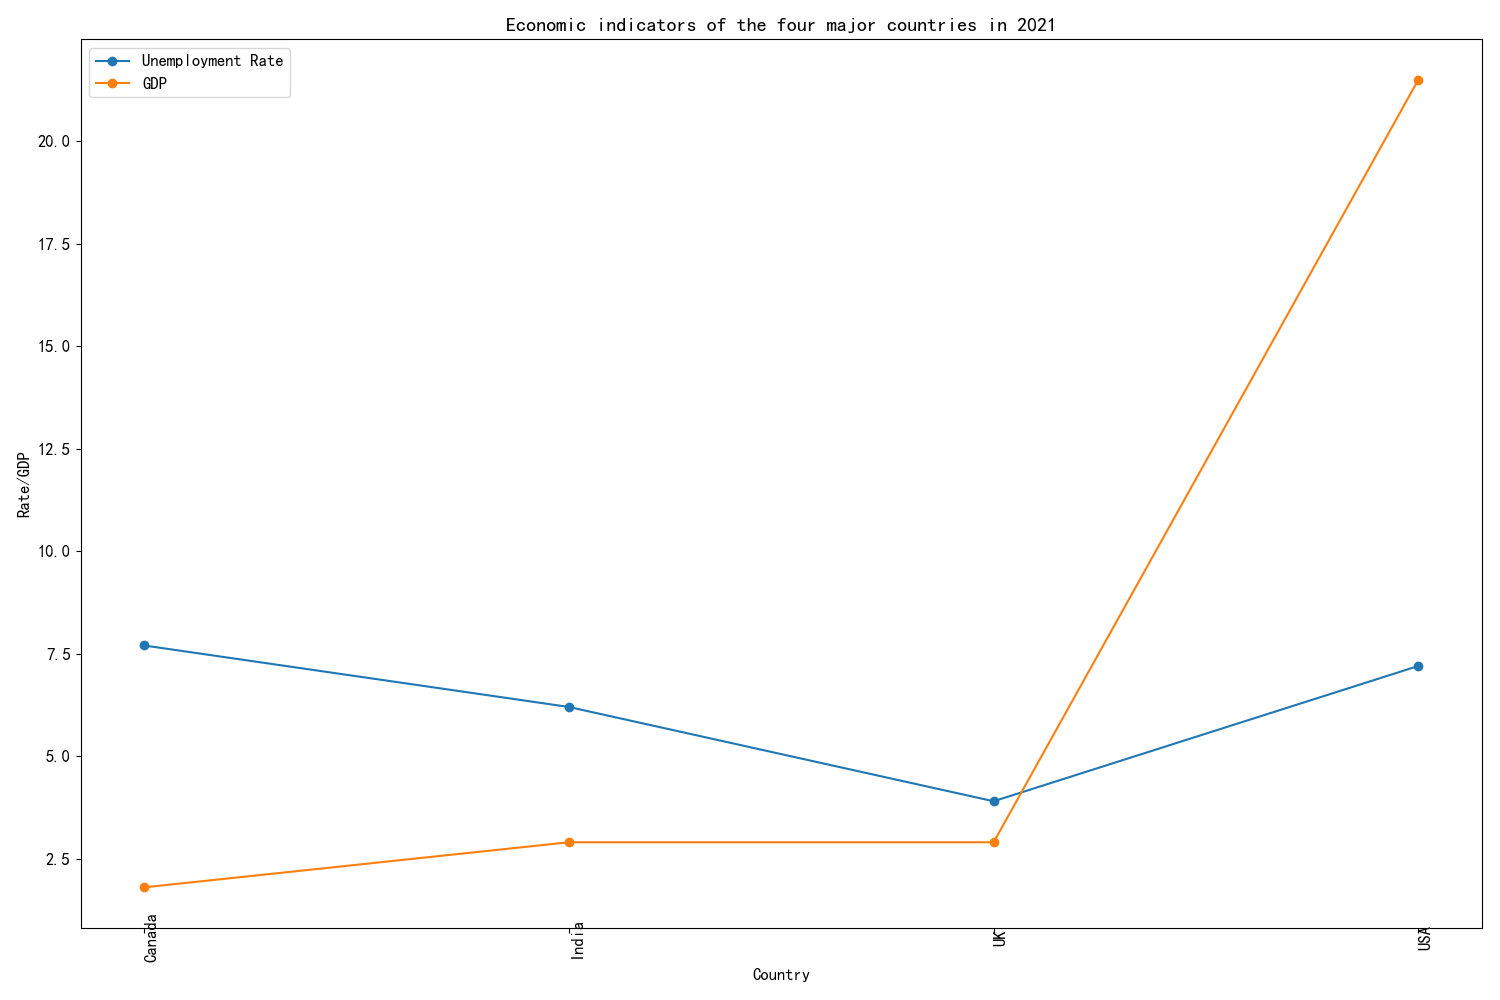 Economic indicators of the four major countries in 2021
Unemployment Rate
GDP
20.0
17.5
15.0
12.5
10.0
7.5
5.0
2.5
Rate/GDP
Canada
India
UK
USA
Country